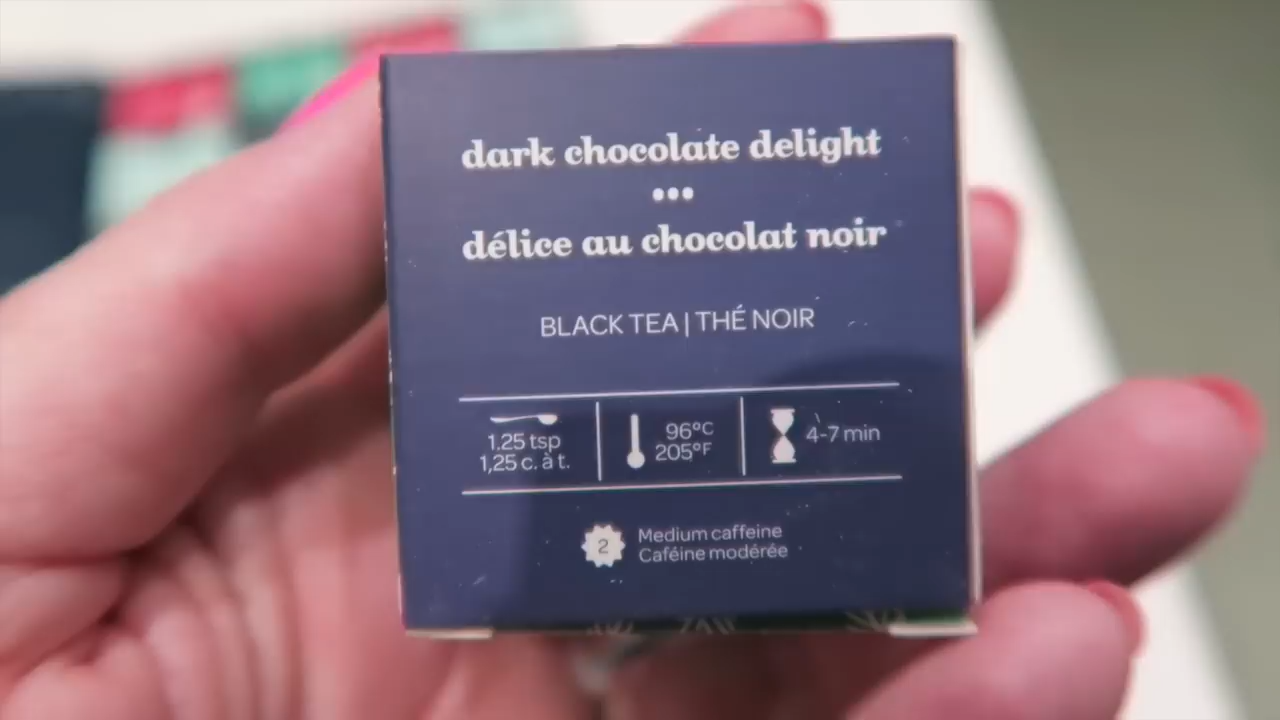 dark chocolate delight
•••
délice au chocolat noir
BLACK TEA | THÉ NOIR
1.25 tsp
1,25 c. à t.
96°C
205°F
4-7 min
2
Medium caffeine
Caféine modérée